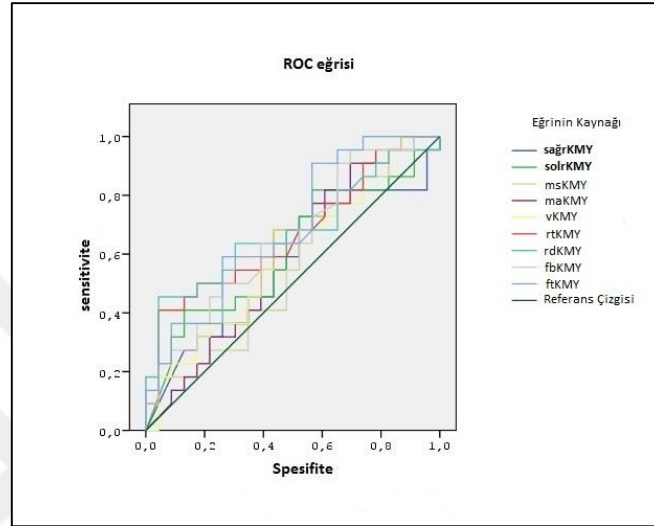 ROC eğrisi
Eğrinin Kaynağı
sağrKMY
solrKMY
msKMY
maKMY
vKMY
rtKMY
rdKMY
fbKMY
ftKMY
Referans Çizgisi
sensitivite
1,0
0,8
0,6
0,4
0,2
0,0
0,0 0,2 0,4 0,6 0,8 1,0
Spesifite